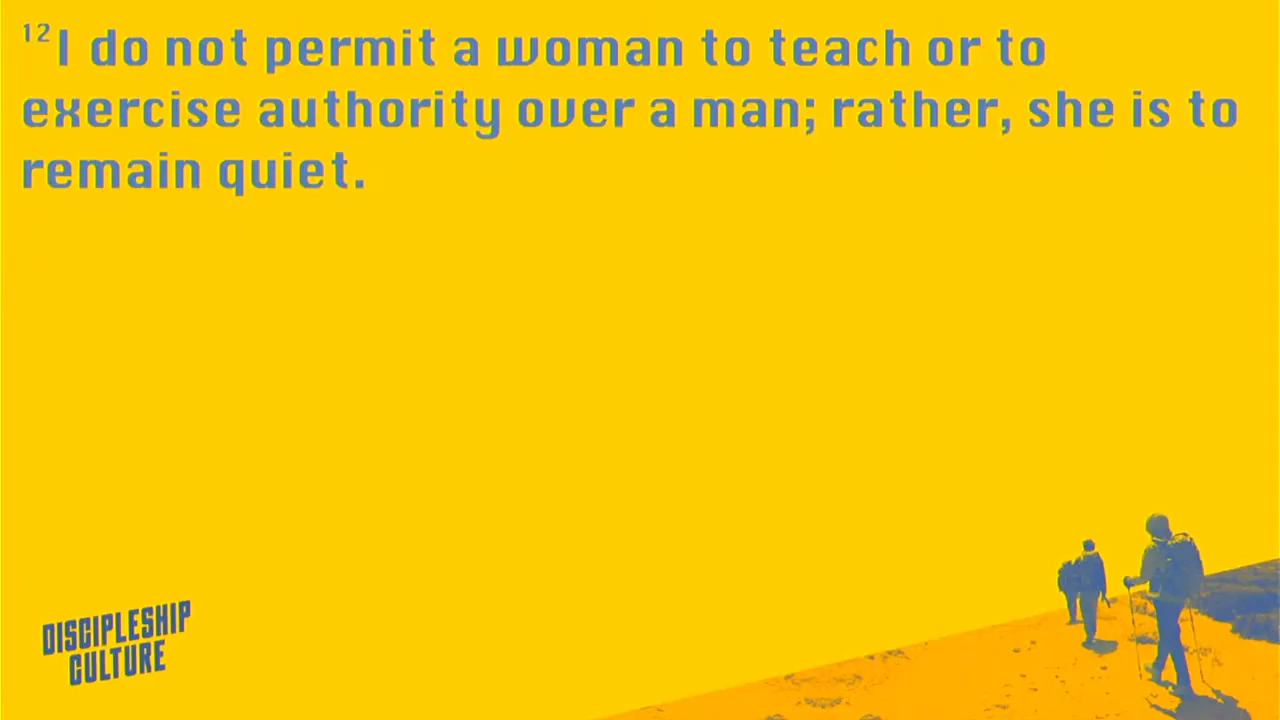 12 I do not permit a woman to teach or to
exercise authority over a man; rather, she is to
remain quiet.
DISCIPLESHIP
CULTURE